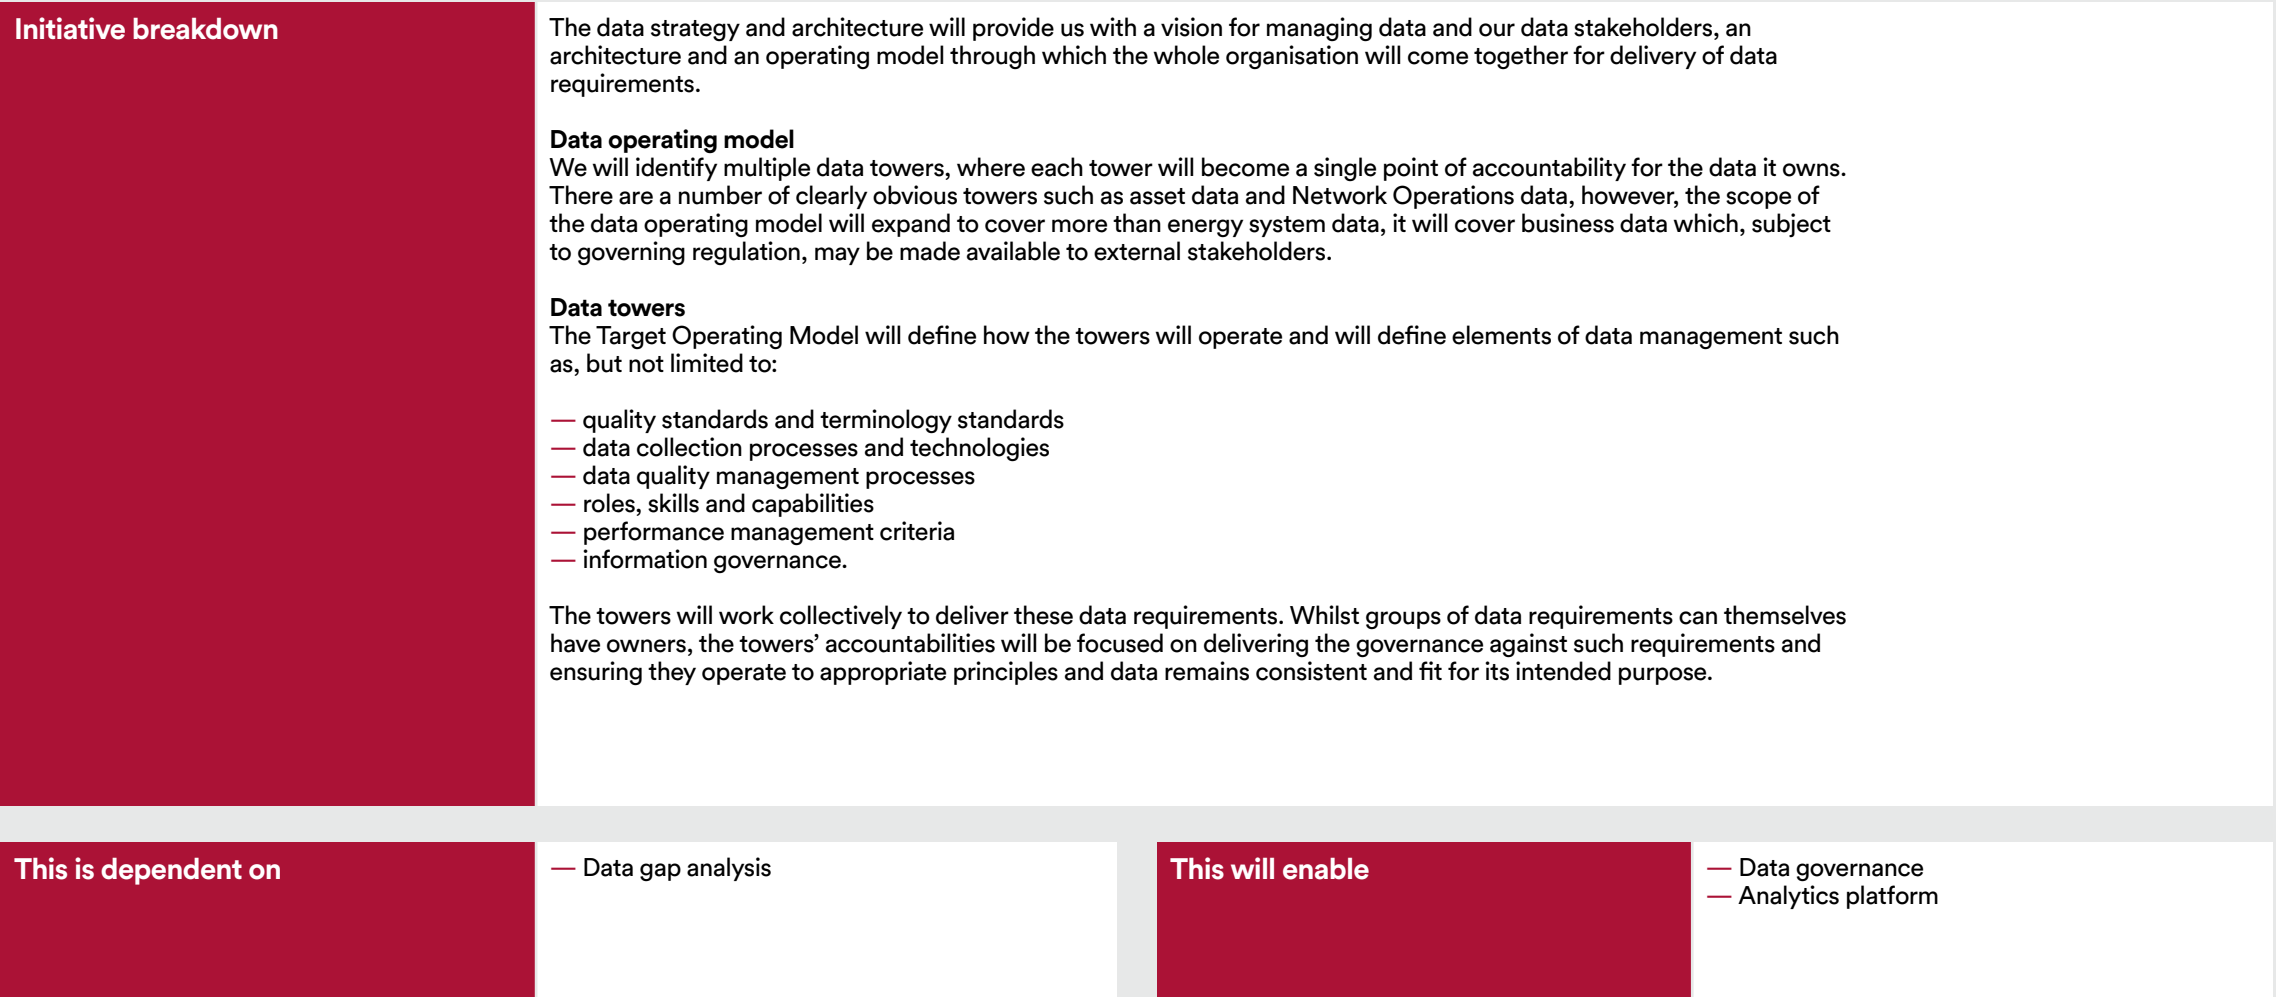 Initiative breakdown
The data strategy and architecture will provide us with a vision for managing data and our data stakeholders, an
architecture and an operating model through which the whole organisation will come together for delivery of data
requirements.
Data operating model
We will identify multiple data towers, where each tower will become a single point of accountability for the data it owns.
There are a number of clearly obvious towers such as asset data and Network Operations data, however, the scope of
the data operating model will expand to cover more than energy system data, it will cover business data which, subject
to governing regulation, may be made available to external stakeholders.
Data towers
The Target Operating Model will define how the towers will operate and will define elements of data management such
as, but not limited to:
— quality standards and terminology standards
— data collection processes and technologies
— data quality management processes
— roles, skills and capabilities
— performance management criteria
— information governance.
The towers will work collectively to deliver these data requirements. Whilst groups of data requirements can themselves
have owners, the towers’ accountabilities will be focused on delivering the governance against such requirements and
ensuring they operate to appropriate principles and data remains consistent and fit for its intended purpose.
This is dependent on
— Data gap analysis
This will enable
— Data governance
— Analytics platform